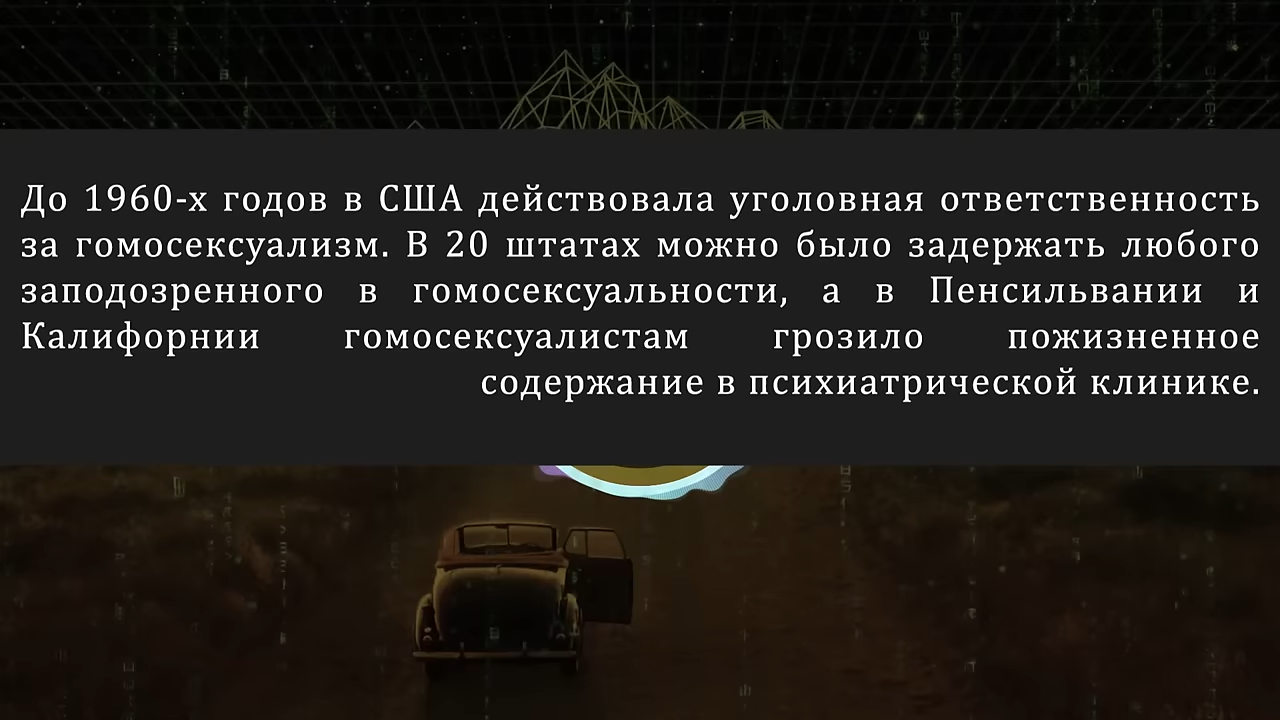 До 1960-х годов в США действовала уголовная ответственность
за гомосексуализм. В 20 штатах можно было задержать любого
заподозренного в гомосексуальности, а в Пенсильвании и
Калифорнии гомосексуалистам грозило пожизненное
содержание в психиатрической клинике.